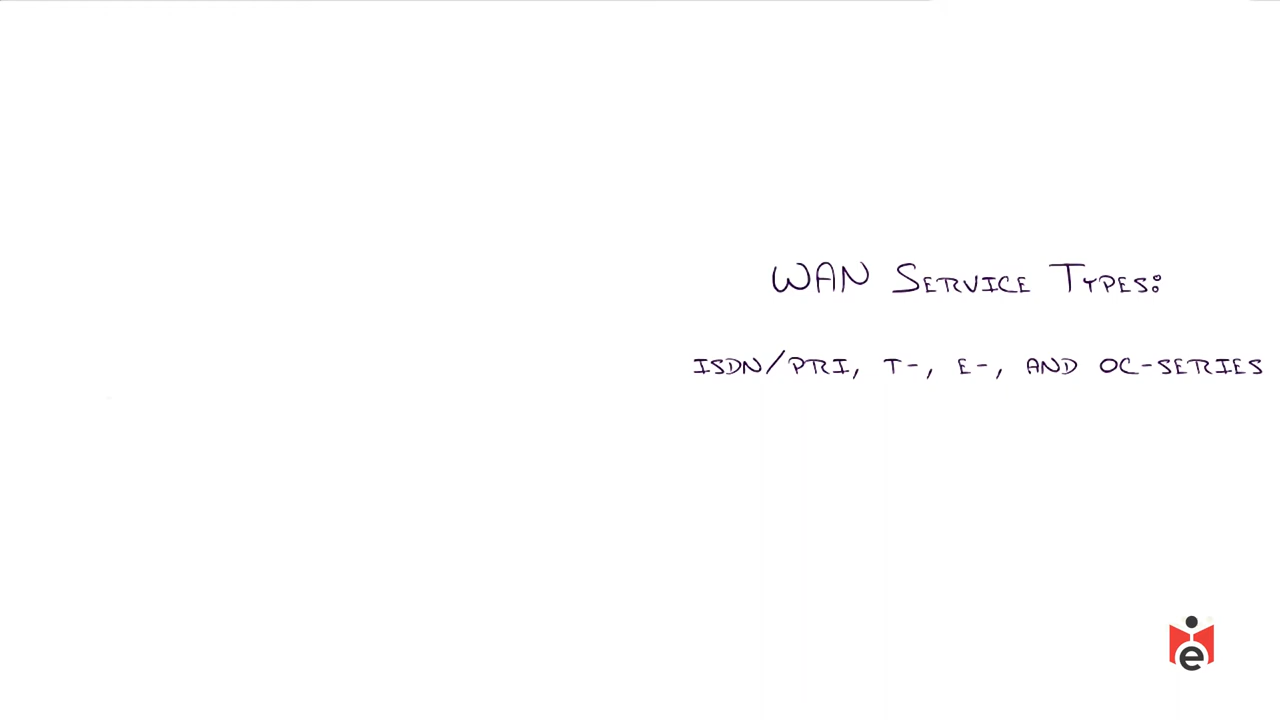 WAN Service Types:
ISDN/PRI, T-, E-, AND OC-SERIES
e